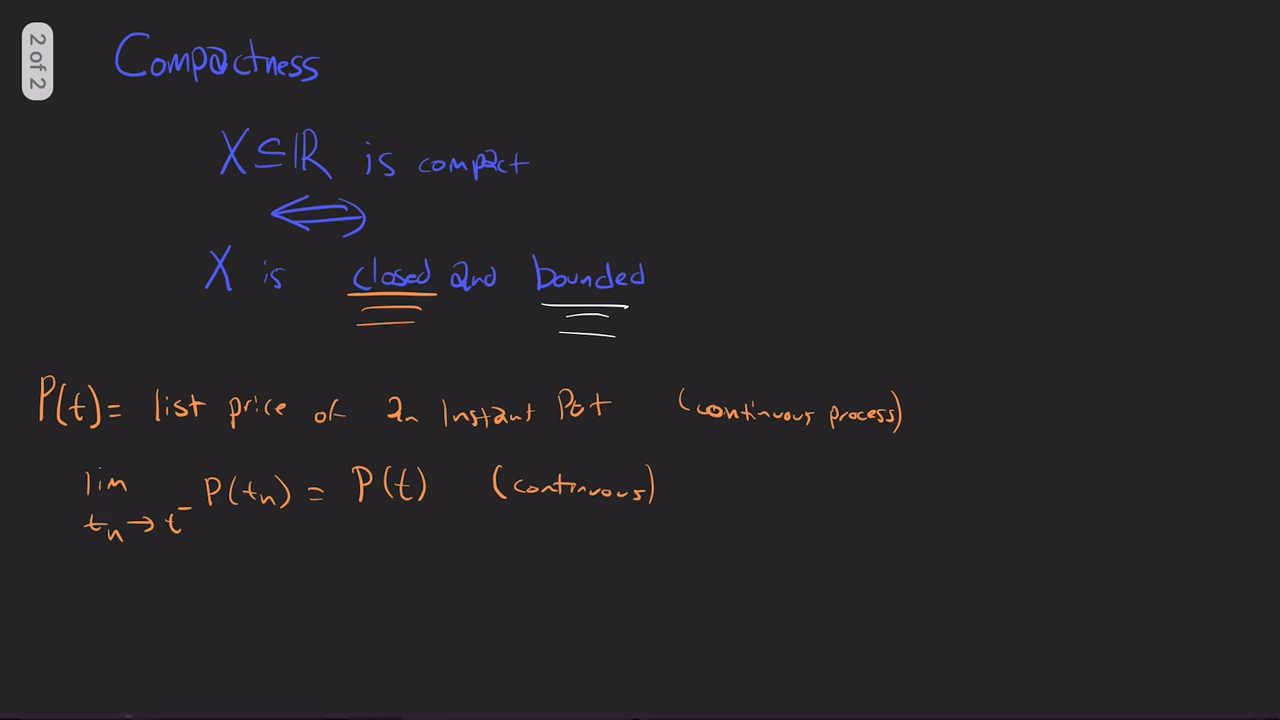 2 of 2
Compactness
X⊆ℝ is compact
⟺
X is closed and bounded
P(t)= list price of an Instant Pot (continuous process)
lim P(tₙ) = P(t) (continuous)
tₙ→t⁻